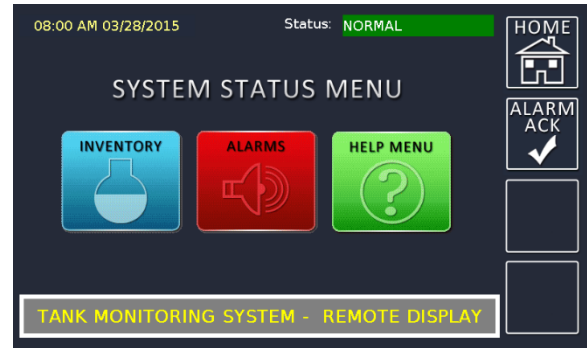 08:00 AM 03/28/2015
Status: NORMAL
HOME
SYSTEM STATUS MENU
ALARM
ACK
INVENTORY
ALARMS
HELP MENU
?
TANK MONITORING SYSTEM - REMOTE DISPLAY